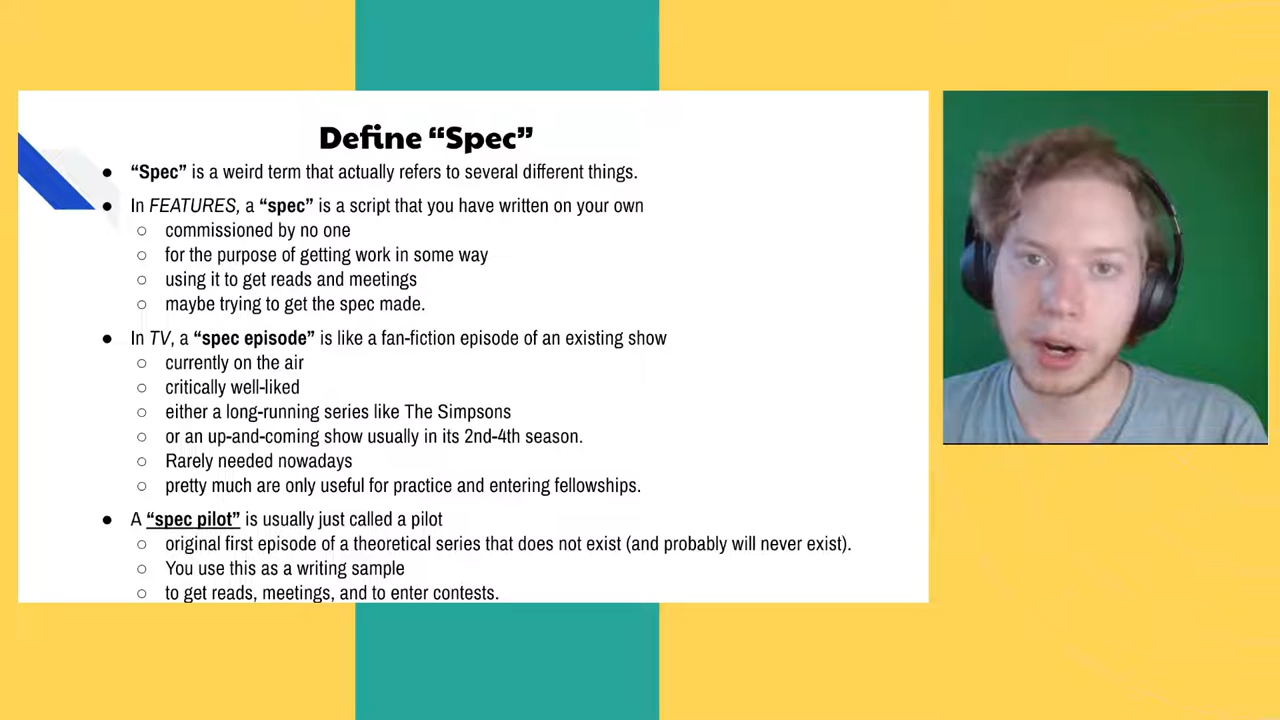 Define “Spec”
● “Spec” is a weird term that actually refers to several different things.
● In FEATURES, a “spec” is a script that you have written on your own
○ commissioned by no one
○ for the purpose of getting work in some way
○ using it to get reads and meetings
○ maybe trying to get the spec made.
● In TV, a “spec episode” is like a fan-fiction episode of an existing show
○ currently on the air
○ critically well-liked
○ either a long-running series like The Simpsons
○ or an up-and-coming show usually in its 2nd-4th season.
○ Rarely needed nowadays
○ pretty much are only useful for practice and entering fellowships.
● A “spec pilot” is usually just called a pilot
○ original first episode of a theoretical series that does not exist (and probably will never exist).
○ You use this as a writing sample
○ to get reads, meetings, and to enter contests.